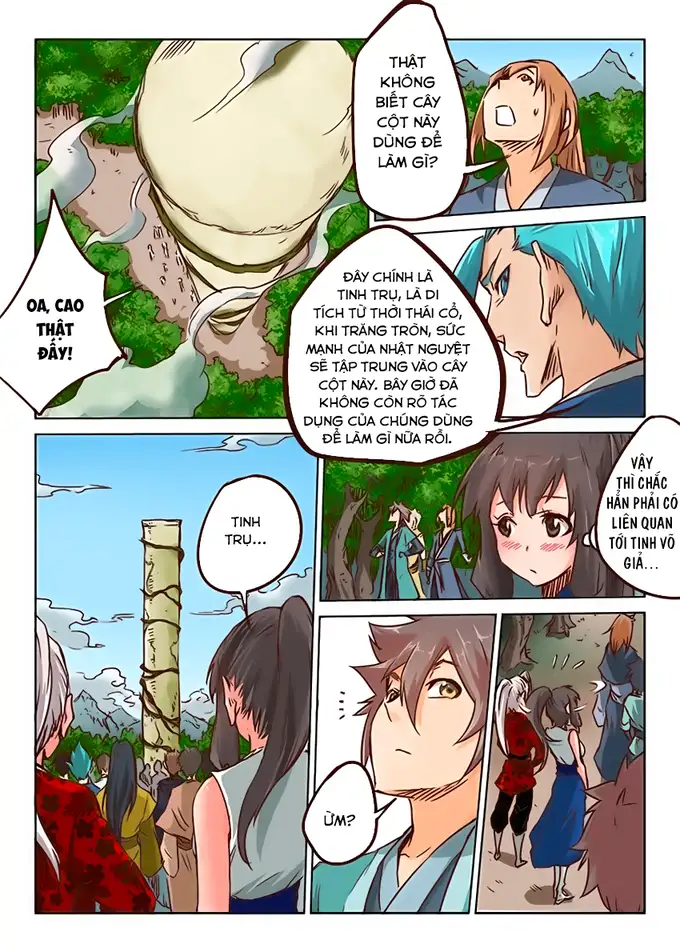 THẬT
KHÔNG
BIẾT CÂY
CỘT NÀY
DÙNG ĐỂ
LÀM GÌ?
OA, CAO
THẬT
ĐẤY!
ĐÂY CHÍNH LÀ
TINH TRỤ, LÀ DI
TÍCH TỪ THỜI THÁI CỔ,
KHI TRĂNG TRÒN, SỨC
MẠNH CỦA NHẬT NGUYỆT
SẼ TẬP TRUNG VÀO CÂY
CỘT NÀY. BÂY GIỜ ĐÃ
KHÔNG CÒN RÕ TÁC
DỤNG CỦA CHÚNG DÙNG
ĐỂ LÀM GÌ NỮA RỒI.
VẬY
THÌ CHẮC
HẲN PHẢI CÓ
LIÊN QUAN
TỚI TINH VÕ
GIẢ...
TINH
TRỤ...
ỪM?